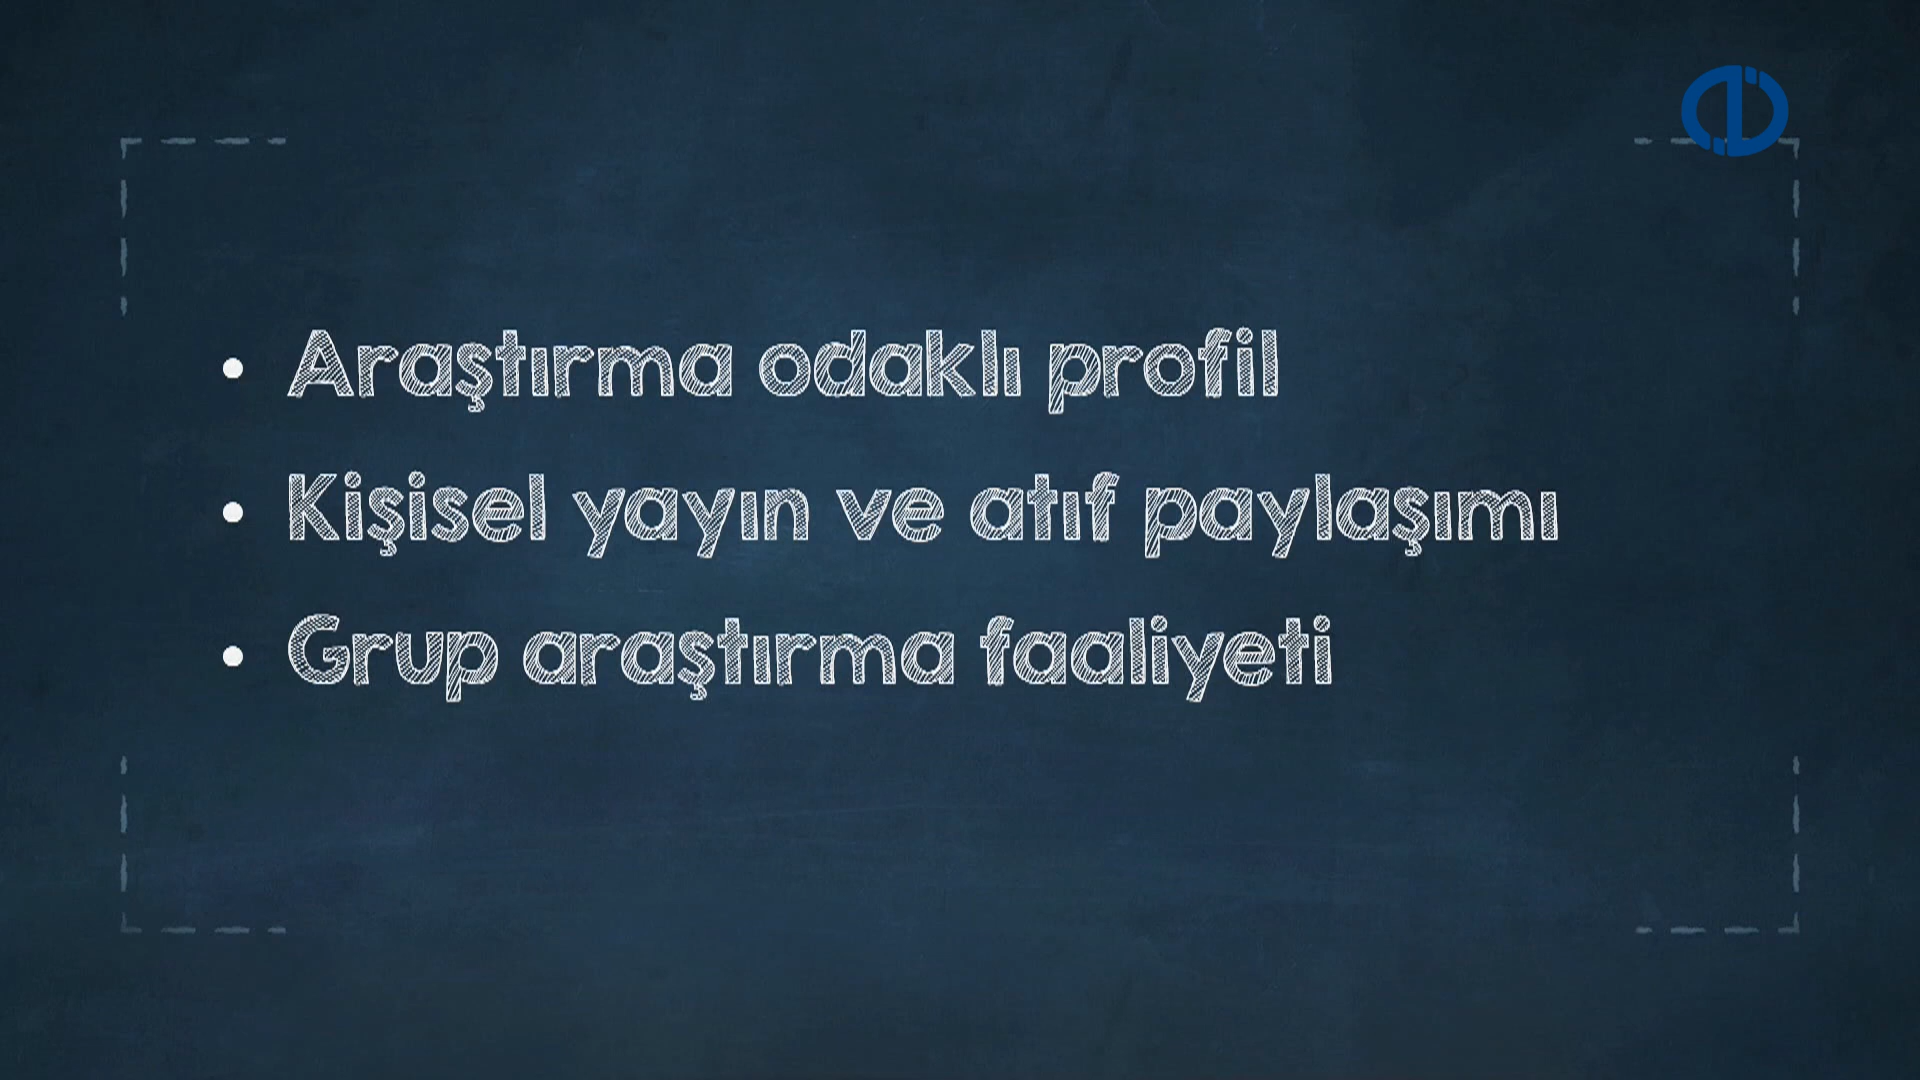 • Araştırma odaklı profil
• Kişisel yayın ve atıf paylaşımı
• Grup araştırma faaliyeti